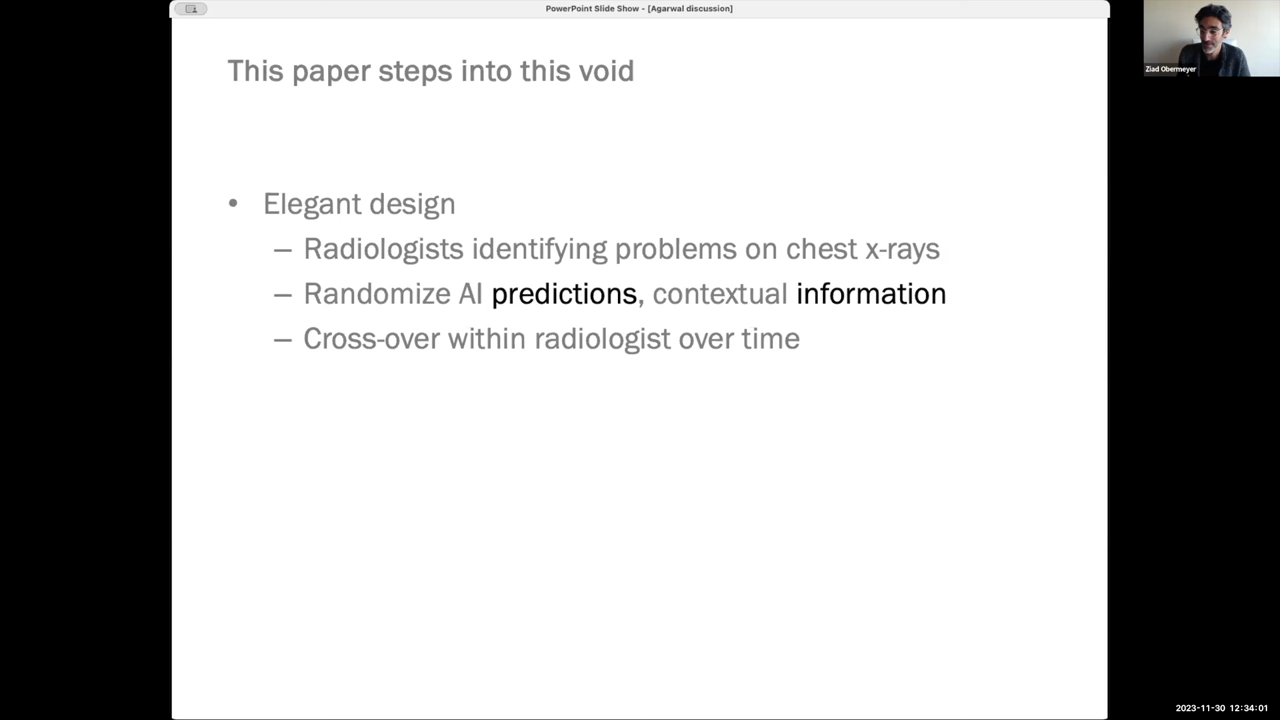 PowerPoint Slide Show - [Agarwal discussion]
Ziad Obermeyer
This paper steps into this void
• Elegant design
– Radiologists identifying problems on chest x-rays
– Randomize AI predictions, contextual information
– Cross-over within radiologist over time
2023-11-30 12:34:01